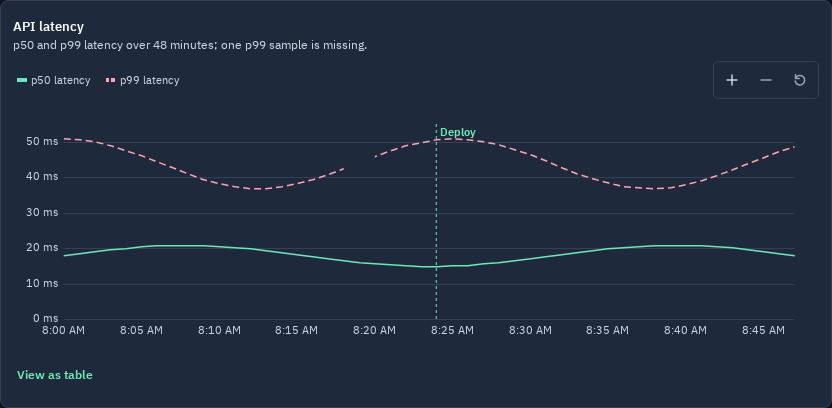 API latency
p50 and p99 latency over 48 minutes; one p99 sample is missing.
p50 latency p99 latency
Deploy
50 ms
40 ms
30 ms
20 ms
10 ms
0 ms
8:00 AM 8:05 AM 8:10 AM 8:15 AM 8:20 AM 8:25 AM 8:30 AM 8:35 AM 8:40 AM 8:45 AM
View as table